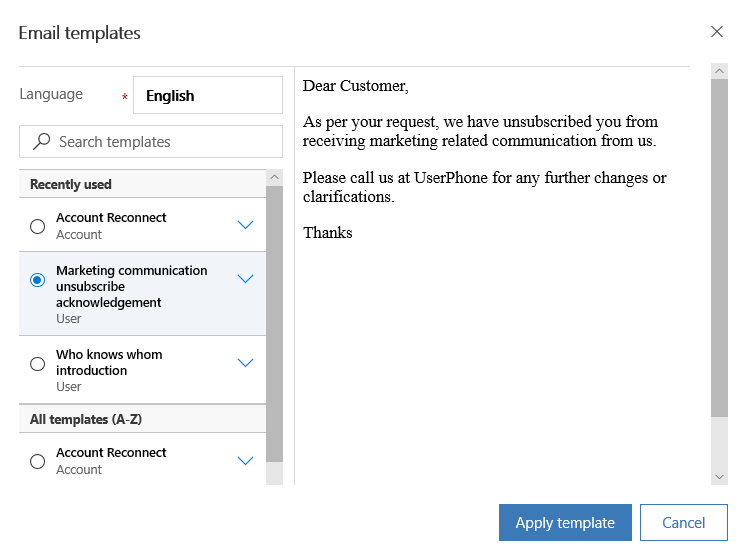 Email templates
Language
* English
Search templates
Recently used
Account Reconnect
Account
Marketing communication
unsubscribe
acknowledgement
User
Who knows whom
introduction
User
All templates (A-Z)
Account Reconnect
Account
Dear Customer,
As per your request, we have unsubscribed you from
receiving marketing related communication from us.
Please call us at UserPhone for any further changes or
clarifications.
Thanks
Apply template
Cancel